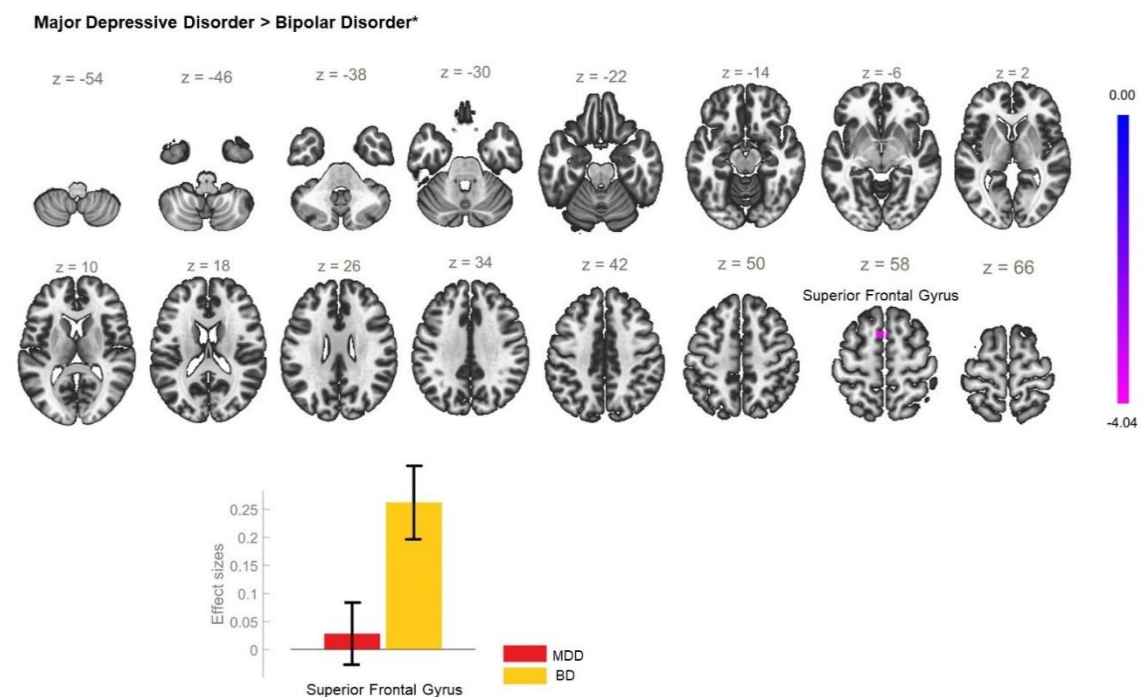 Major Depressive Disorder > Bipolar Disorder*
z = -54
z = -46
z = -38
z = -30
z = -22
z = -14
z = -6
z = 2
0.00
z = 10
z = 18
z = 26
z = 34
z = 42
z = 50
z = 58
z = 66
Superior Frontal Gyrus
-4.04
Effect sizes
0.25
0.2
0.15
0.1
0.05
0
MDD
BD
Superior Frontal Gyrus